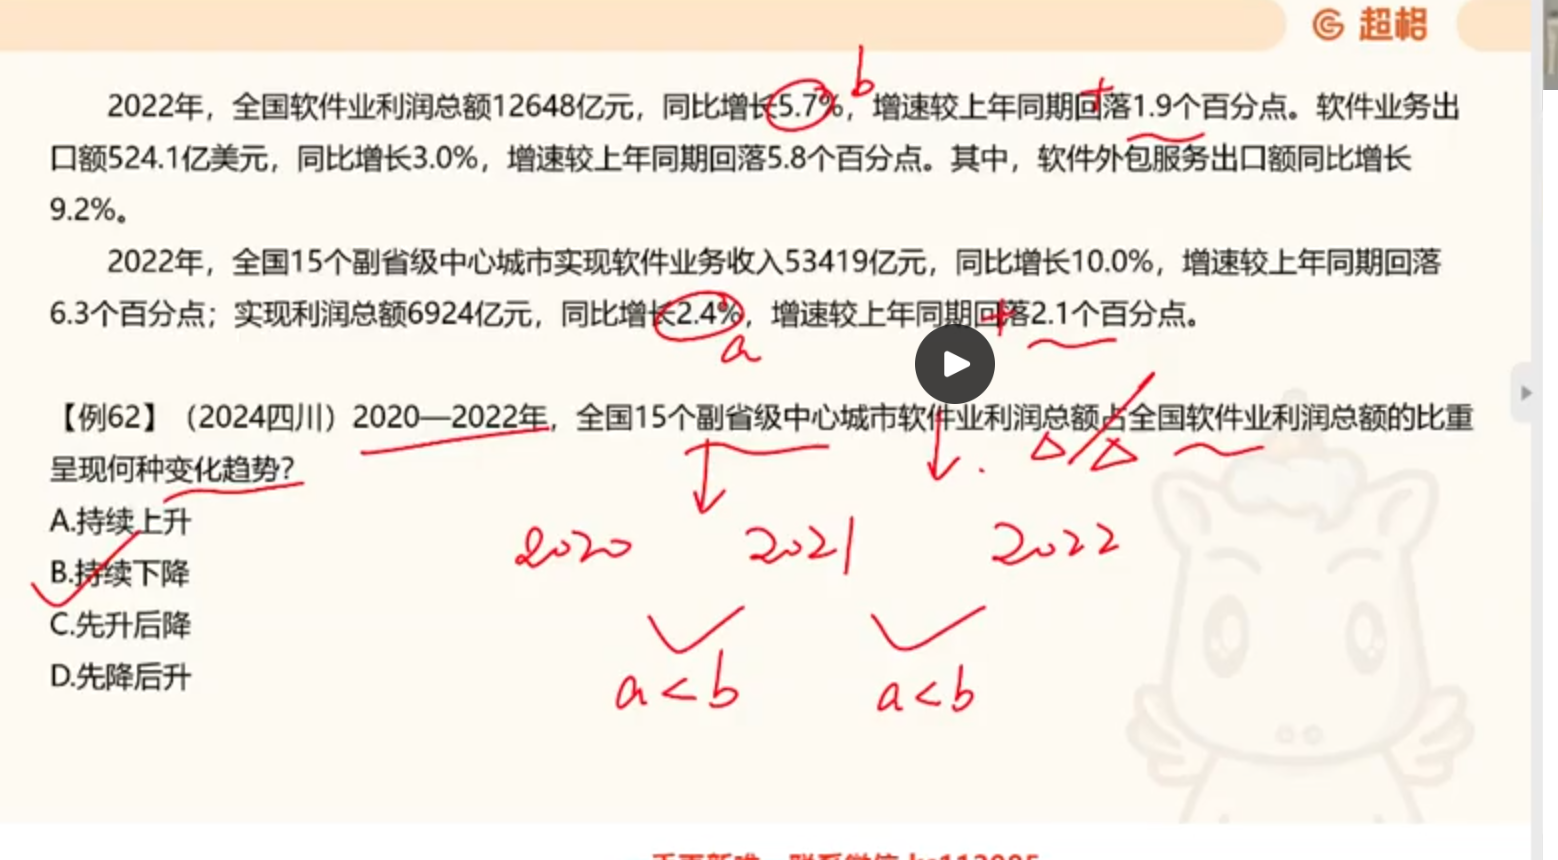 超格
2022年，全国软件业利润总额12648亿元，同比增长5.7%，增速较上年同期回落1.9个百分点。软件业务出
口额524.1亿美元，同比增长3.0%，增速较上年同期回落5.8个百分点。其中，软件外包服务出口额同比增长
9.2%。
b
+
2022年，全国15个副省级中心城市实现软件业务收入53419亿元，同比增长10.0%，增速较上年同期回落
6.3个百分点；实现利润总额6924亿元，同比增长2.4%，增速较上年同期回落2.1个百分点。
a
+
【例62】（2024四川）2020—2022年，全国15个副省级中心城市软件业利润总额占全国软件业利润总额的比重
呈现何种变化趋势？
A.持续上升
B.持续下降
C.先升后降
D.先降后升
2020 2021 2022
a<b a<b